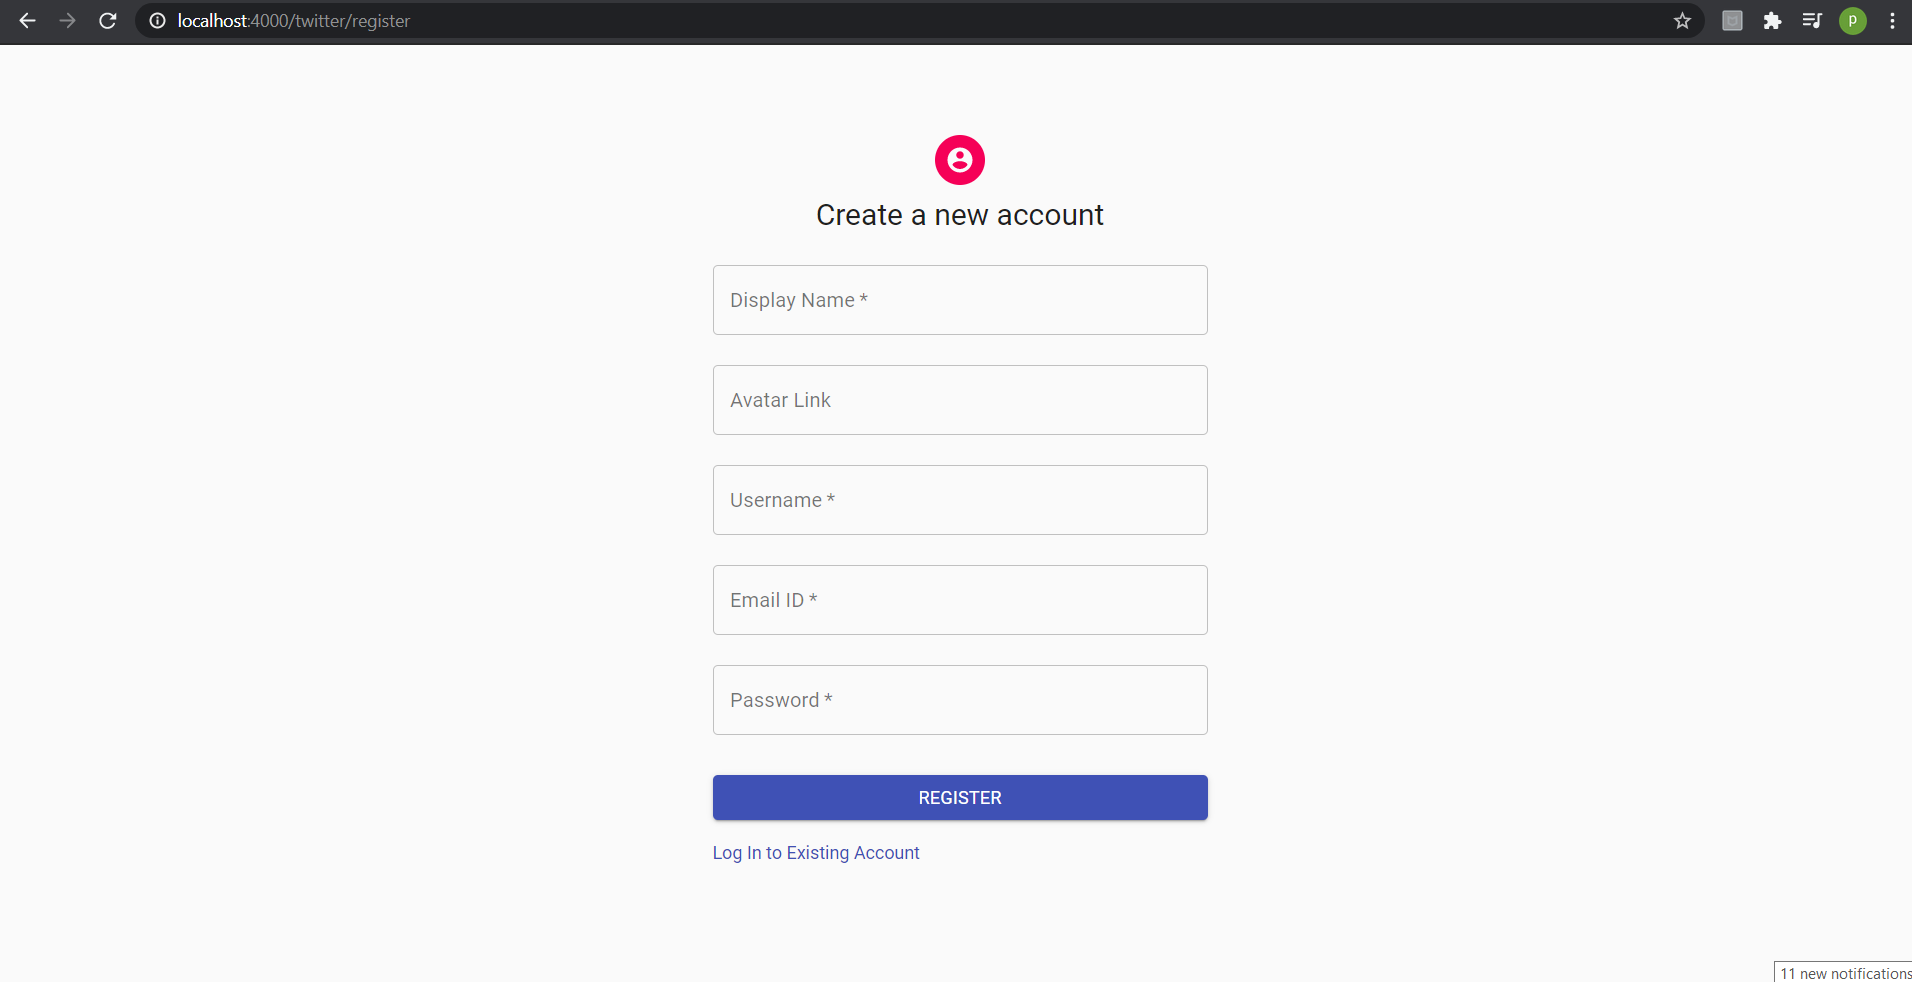 localhost:4000/twitter/register
p
Create a new account
Display Name *
Avatar Link
Username *
Email ID *
Password *
REGISTER
Log In to Existing Account
11 new notifications